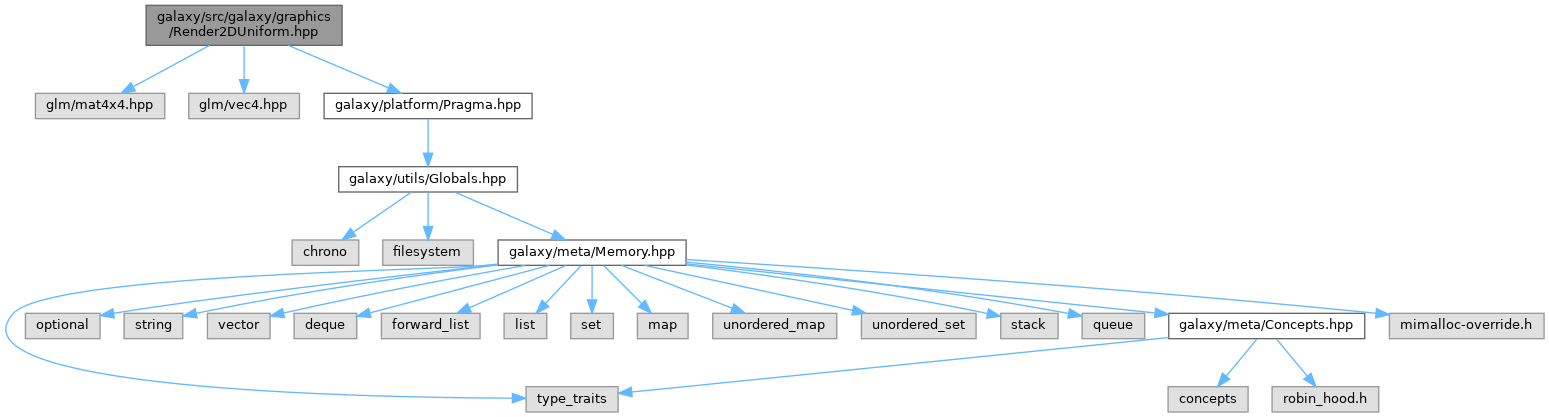 galaxy/src/galaxy/graphics
/Render2DUniform.hpp
glm/mat4x4.hpp
glm/vec4.hpp
galaxy/platform/Pragma.hpp
galaxy/utils/Globals.hpp
chrono
filesystem
galaxy/meta/Memory.hpp
optional
string
vector
deque
forward_list
list
set
map
unordered_map
unordered_set
stack
queue
galaxy/meta/Concepts.hpp
mimalloc-override.h
type_traits
concepts
robin_hood.h